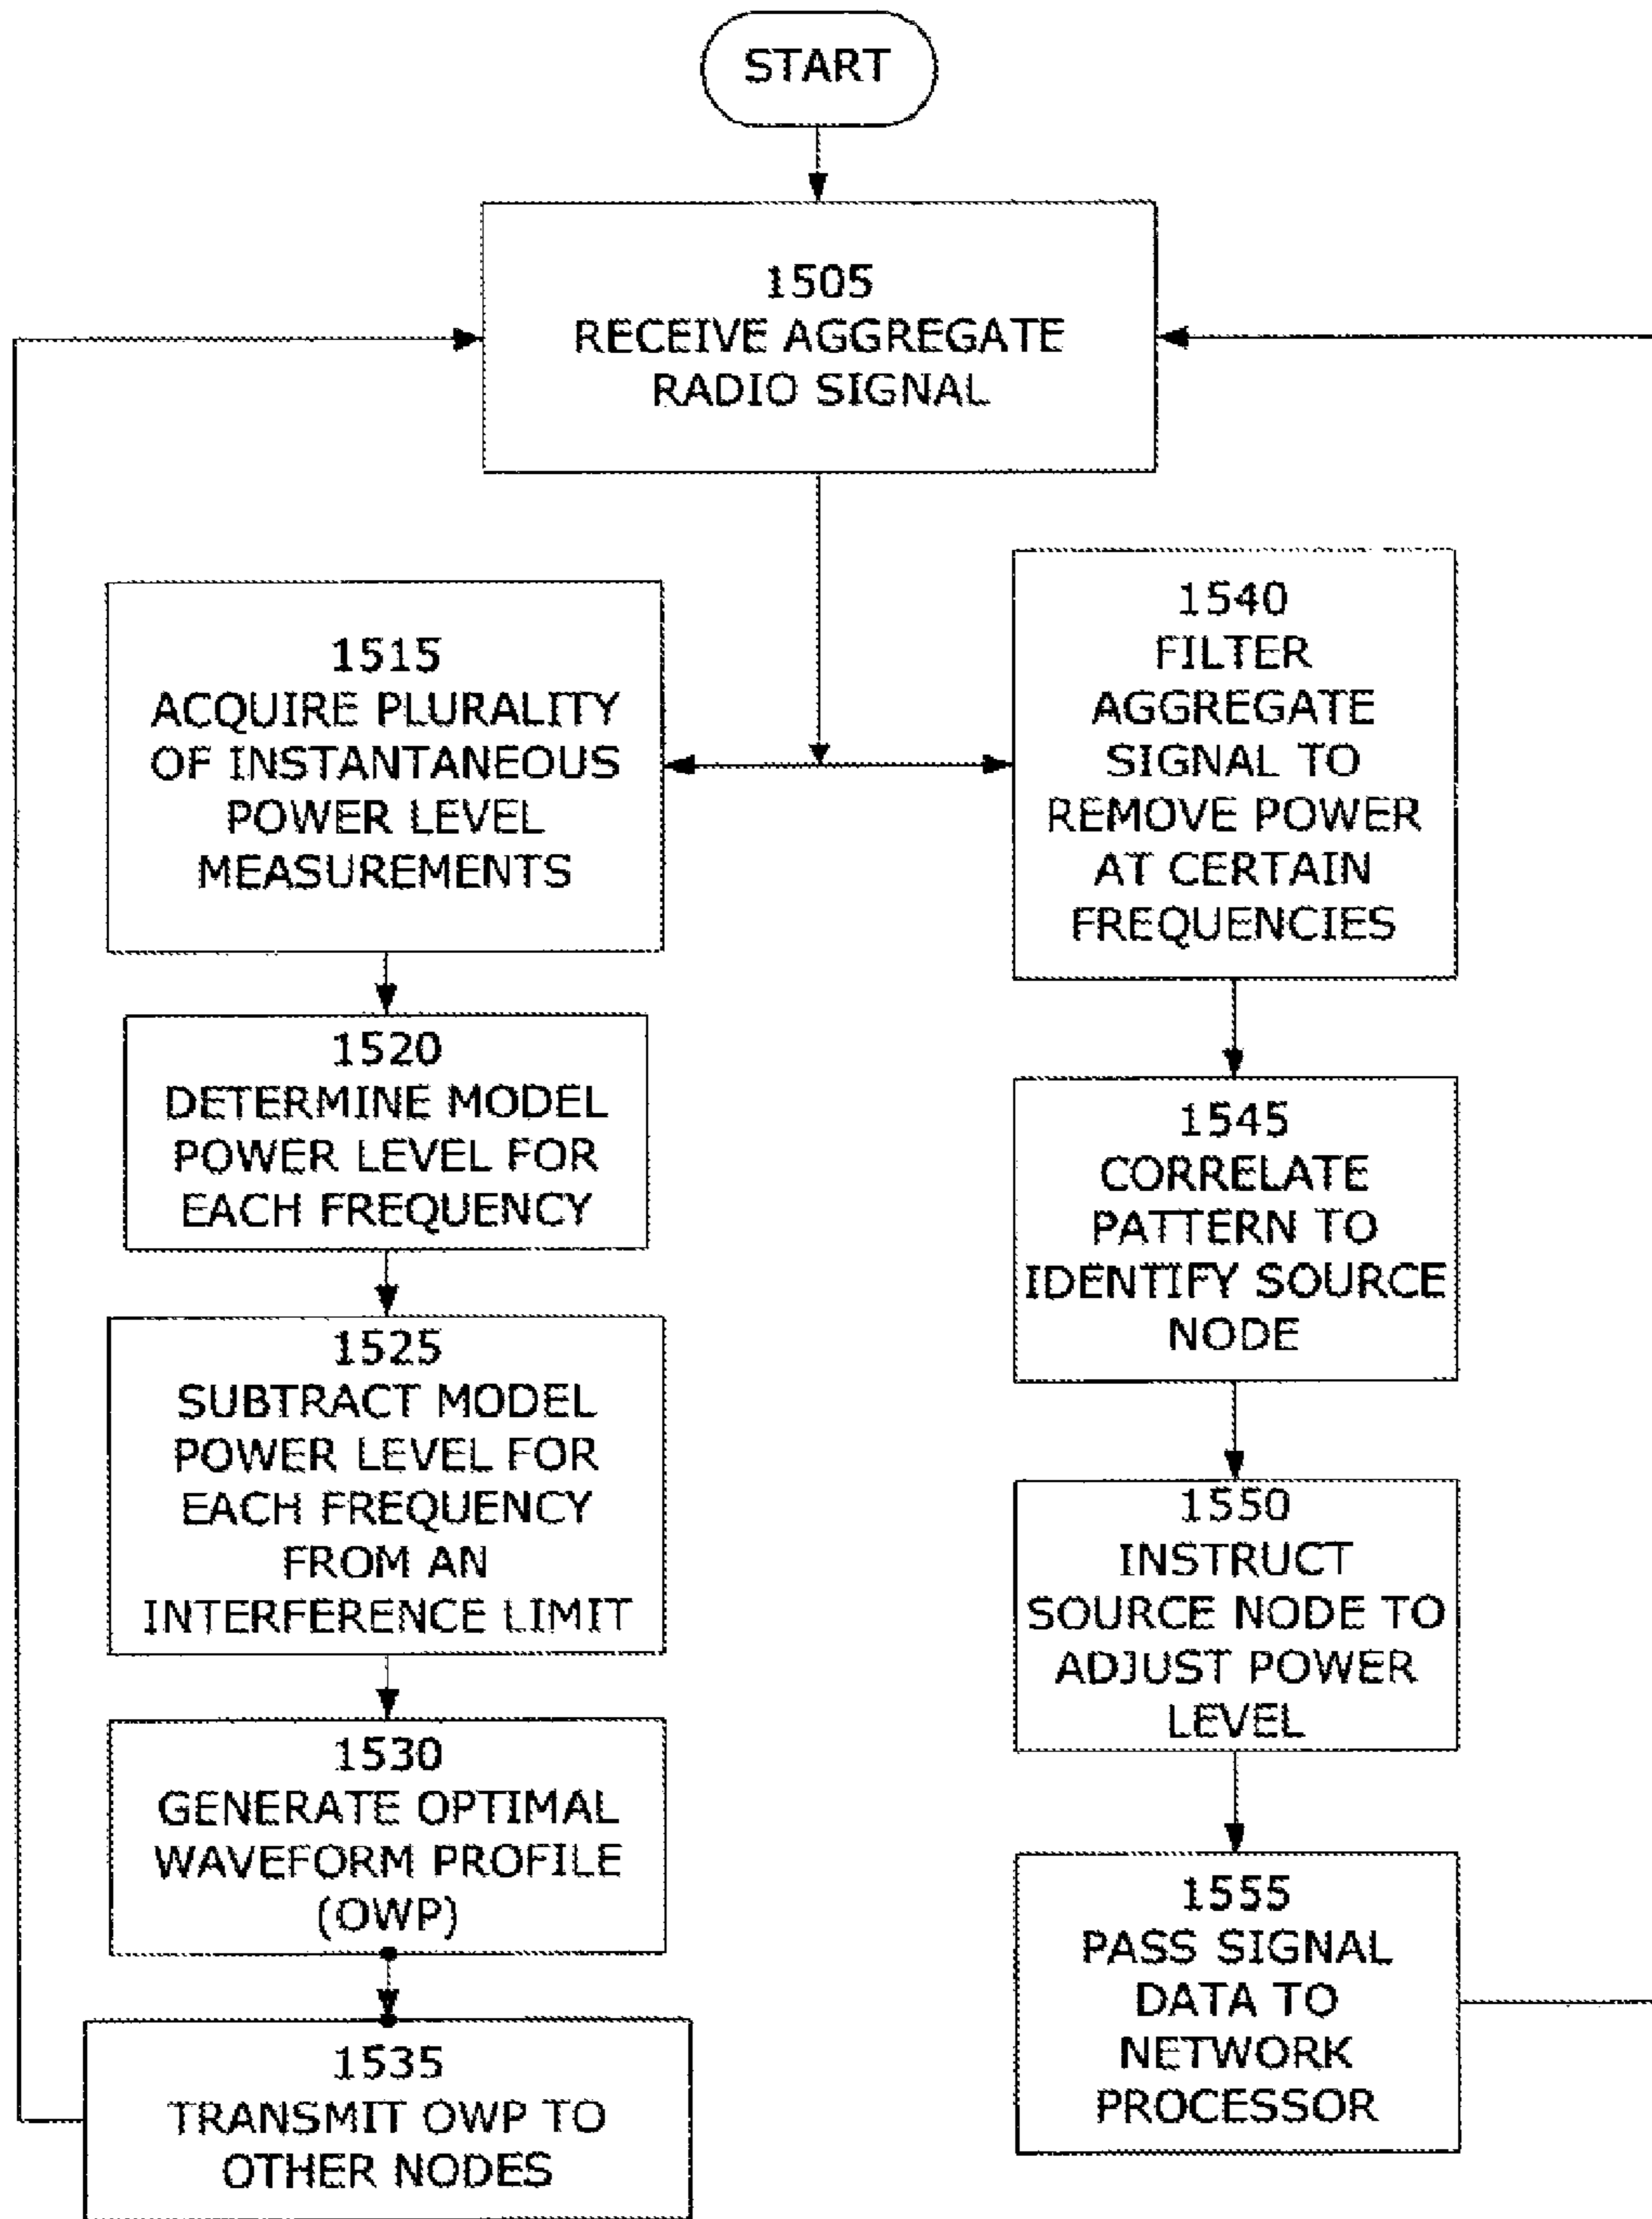 START
1505
RECEIVE AGGREGATE
RADIO SIGNAL
1515
ACQUIRE PLURALITY
OF INSTANTANEOUS
POWER LEVEL
MEASUREMENTS
1520
DETERMINE MODEL
POWER LEVEL FOR
EACH FREQUENCY
1525
SUBTRACT MODEL
POWER LEVEL FOR
EACH FREQUENCY
FROM AN
INTERFERENCE LIMIT
1530
GENERATE OPTIMAL
WAVEFORM PROFILE
(OWP)
1535
TRANSMIT OWP TO
OTHER NODES
1540
FILTER
AGGREGATE
SIGNAL TO
REMOVE POWER
AT CERTAIN
FREQUENCIES
1545
CORRELATE
PATTERN TO
IDENTIFY SOURCE
NODE
1550
INSTRUCT
SOURCE NODE TO
ADJUST POWER
LEVEL
1555
PASS SIGNAL
DATA TO
NETWORK
PROCESSOR